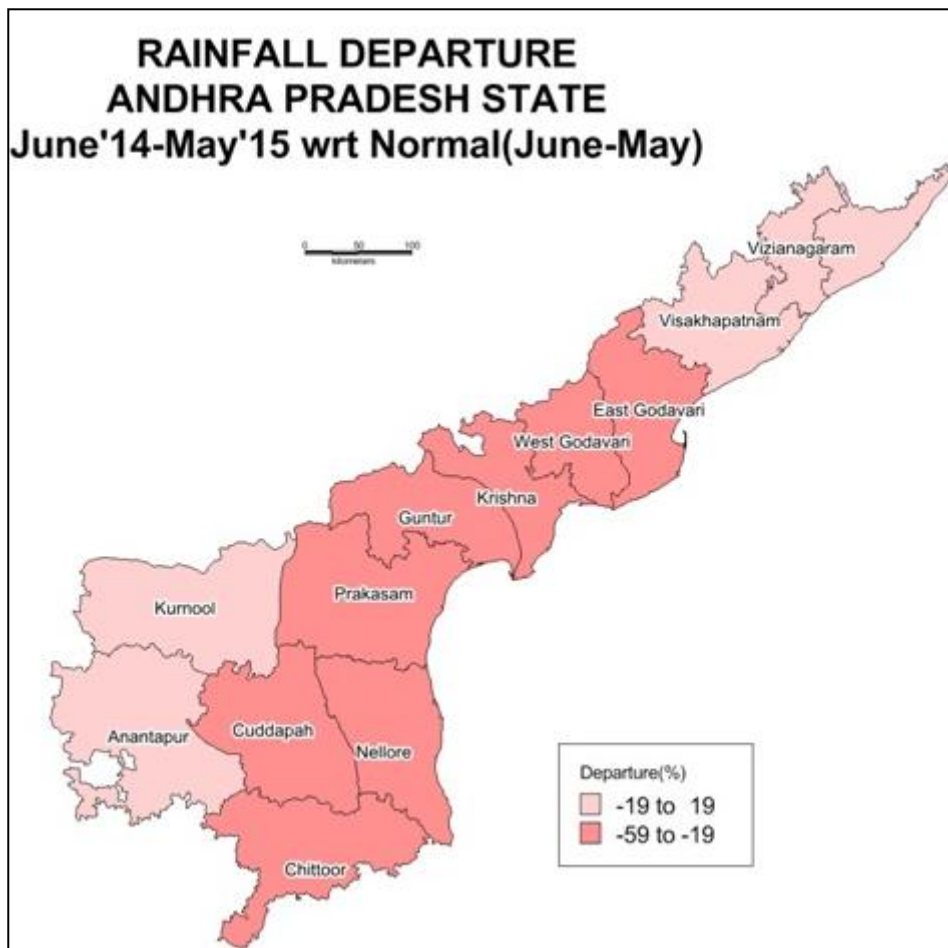 RAINFALL DEPARTURE
ANDHRA PRADESH STATE
June'14-May'15 wrt Normal(June-May)
0 50 100
kilometers
Vizianagaram
Visakhapatnam
East Godavari
West Godavari
Krishna
Guntur
Prakasam
Kurnool
Anantapur
Cuddapah
Nellore
Chittoor
Departure(%)
-19 to 19
-59 to -19